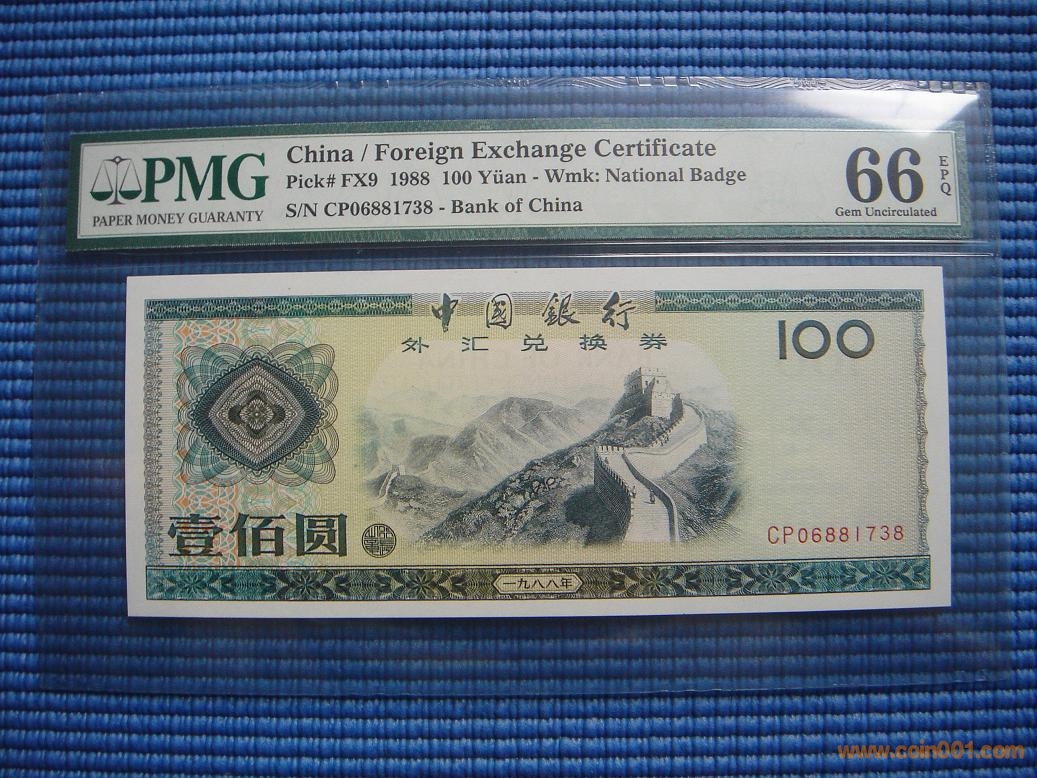 PMG
PAPER MONEY GUARANTY
China / Foreign Exchange Certificate
Pick# FX9 1988 100 Yüan - Wmk: National Badge
S/N CP06881738 - Bank of China
66
EPQ
Gem Uncirculated
中國銀行
外汇兑换券
100
壹佰圆
CP06881738
一九八八年
www.coin001.com